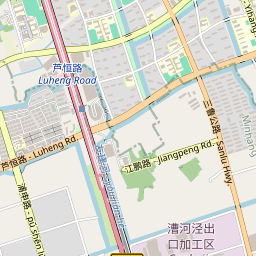 芦恒路
Luheng Road
芦恒路 - Luheng Rd.
江鹏路 - Jiangpeng Rd.
三鲁公路 - Sanlu Hwy.
浦申路 - Pu Shen
Minhang
漕河泾出
口加工区